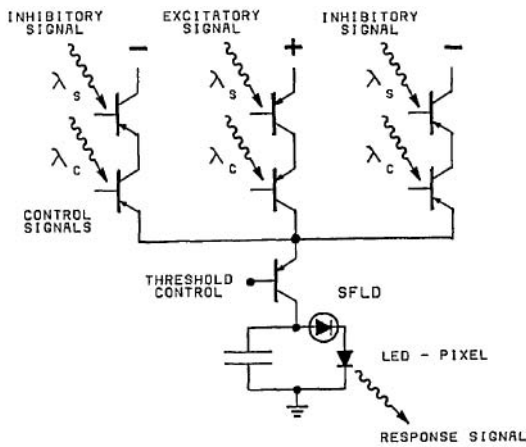 INHIBITORY
SIGNAL
EXCITATORY
SIGNAL
INHIBITORY
SIGNAL
−
+
−
λs
λs
λs
λc
λc
λc
CONTROL
SIGNALS
THRESHOLD
CONTROL
SFLD
LED - PIXEL
RESPONSE SIGNAL